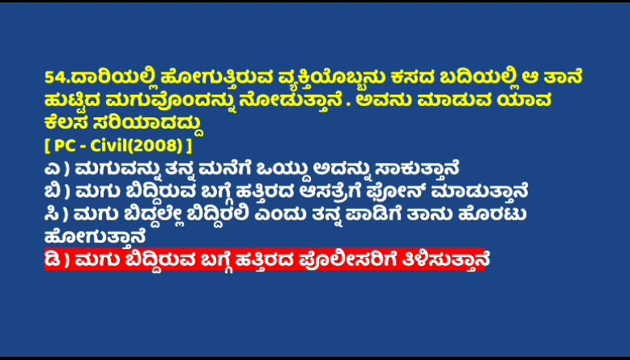 54.ದಾರಿಯಲ್ಲಿ ಹೋಗುತ್ತಿರುವ ವ್ಯಕ್ತಿಯೊಬ್ಬನು ಕಸದ ಬದಿಯಲ್ಲಿ ಆ ತಾನೆ
ಹುಟ್ಟಿದ ಮಗುವೊಂದನ್ನು ನೋಡುತ್ತಾನೆ . ಅವನು ಮಾಡುವ ಯಾವ
ಕೆಲಸ ಸರಿಯಾದದ್ದು
[ PC - Civil(2008) ]
ಎ ) ಮಗುವನ್ನು ತನ್ನ ಮನೆಗೆ ಒಯ್ದು ಅದನ್ನು ಸಾಕುತ್ತಾನೆ
ಬಿ ) ಮಗು ಬಿದ್ದಿರುವ ಬಗ್ಗೆ ಹತ್ತಿರದ ಆಸತ್ರೆಗೆ ಫೋನ್ ಮಾಡುತ್ತಾನೆ
ಸಿ ) ಮಗು ಬಿದ್ದಲ್ಲೇ ಬಿದ್ದಿರಲಿ ಎಂದು ತನ್ನ ಪಾಡಿಗೆ ತಾನು ಹೊರಟು
ಹೋಗುತ್ತಾನೆ
ಡಿ ) ಮಗು ಬಿದ್ದಿರುವ ಬಗ್ಗೆ ಹತ್ತಿರದ ಪೊಲೀಸರಿಗೆ ತಿಳಿಸುತ್ತಾನೆ